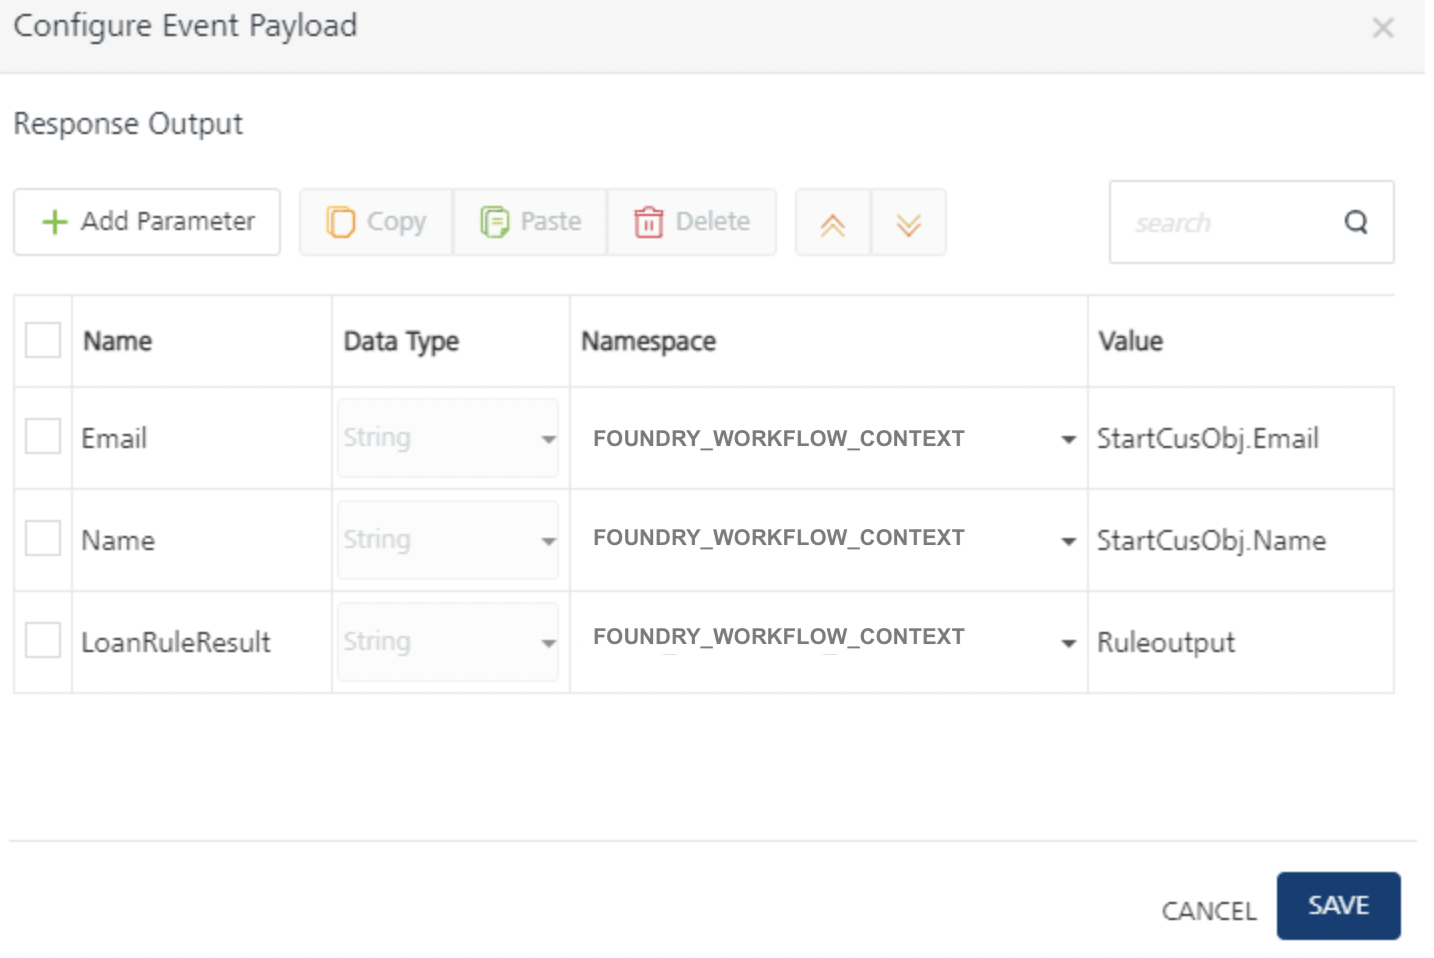 Configure Event Payload
Response Output
Add Parameter Copy Paste Delete search
Name Data Type Namespace Value
Email String FOUNDRY_WORKFLOW_CONTEXT StartCusObj.Email
Name String FOUNDRY_WORKFLOW_CONTEXT StartCusObj.Name
LoanRuleResult String FOUNDRY_WORKFLOW_CONTEXT Ruleoutput
CANCEL SAVE